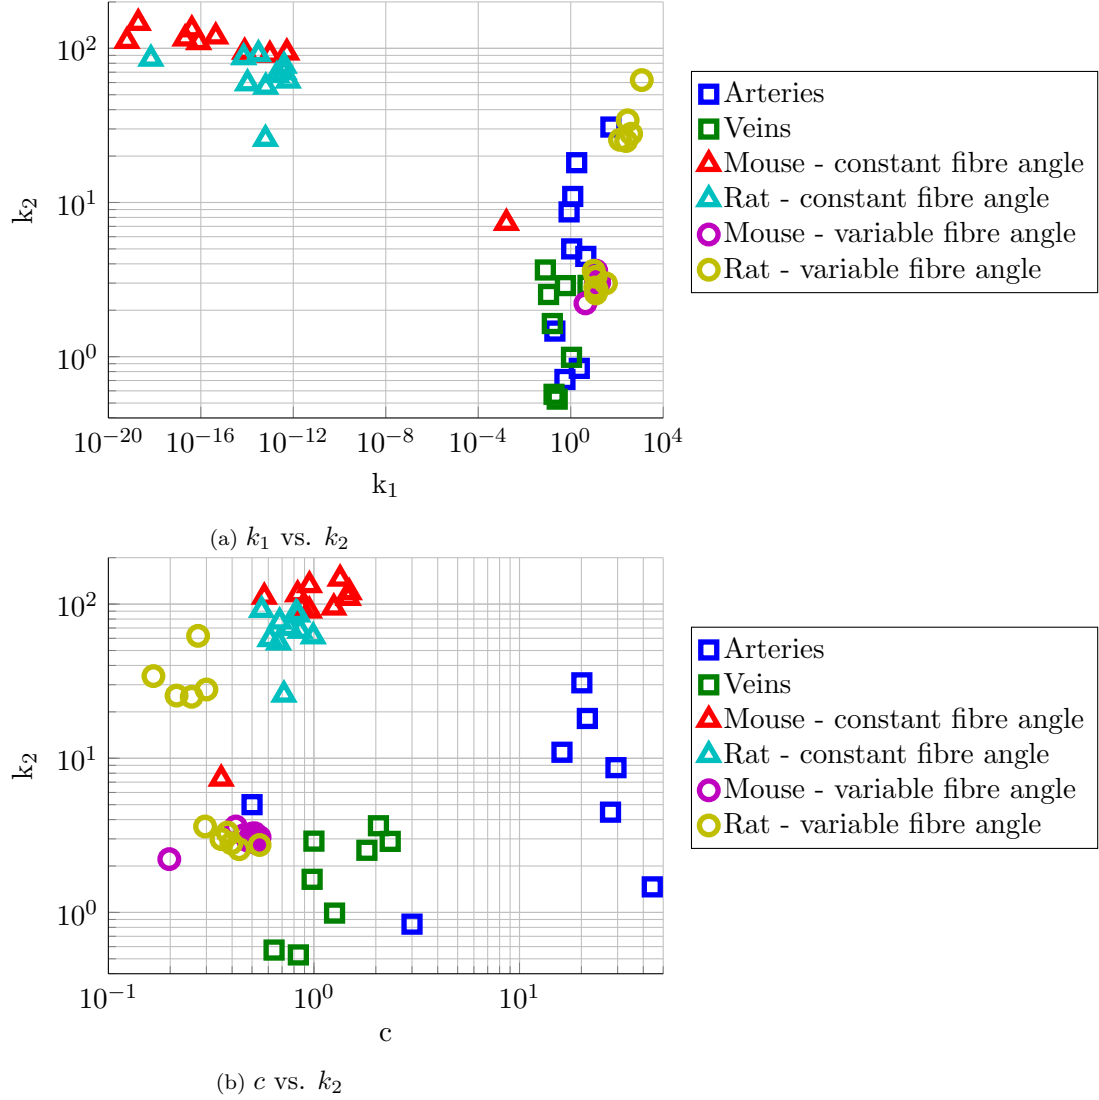 10^2
10^1
10^0
k_2
10^-20
10^-16
10^-12
10^-8
10^-4
10^0
10^4
k_1
Arteries
Veins
Mouse - constant fibre angle
Rat - constant fibre angle
Mouse - variable fibre angle
Rat - variable fibre angle
(a) k_1 vs. k_2
10^2
10^1
10^0
k_2
10^-1
10^0
10^1
c
Arteries
Veins
Mouse - constant fibre angle
Rat - constant fibre angle
Mouse - variable fibre angle
Rat - variable fibre angle
(b) c vs. k_2